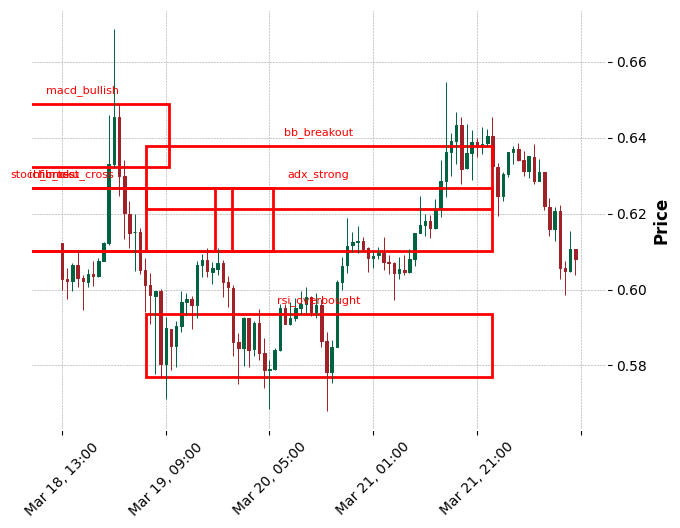 macd_bullish
bb_breakout
adx_strong
rsi_overbought
0.66
0.64
0.62
0.60
0.58
Price
Mar 18, 13:00
Mar 19, 09:00
Mar 20, 05:00
Mar 21, 01:00
Mar 21, 21:00